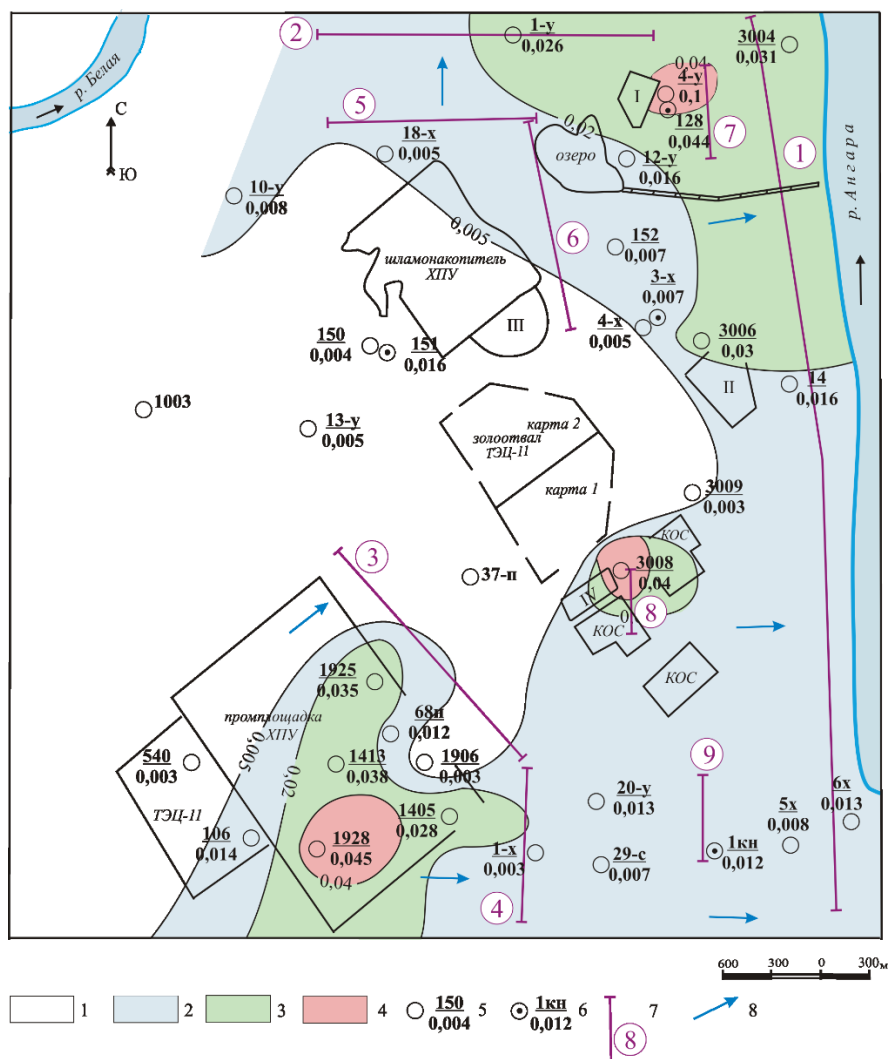 2
1-у
0,026
3004
0,031
р. Белая
0,04
4-у
0,1
I
С
5
128
0,044
7
1
0,02
18-х
0,005
озеро
12-у
0,016
Ю
10-у
0,008
р. Ангара
0,005
6
152
0,007
шламонакопитель
ХПУ
3-х
0,007
III
4-х
0,005
150
0,004
151
0,016
3006
0,03
II
14
0,016
1003
13-у
0,005
карта 2
золоотвал
ТЭЦ-11
карта 1
3009
0,003
КОС
3
37-п
3008
0,04
IV
8
0
КОС
КОС
1925
0,035
промплощадка
ХПУ
68п
0,012
0,005
540
0,003
1413
0,038
1906
0,003
9
0,02
ТЭЦ-11
1405
0,028
20-у
0,013
6х
0,013
5х
0,008
106
0,014
1928
0,045
1-х
0,003
29-с
0,007
1кн
0,012
0,04
4
600 300 0 300м
1 2 3 4 150
0,004 5 1кн
0,012 6 8 7 8